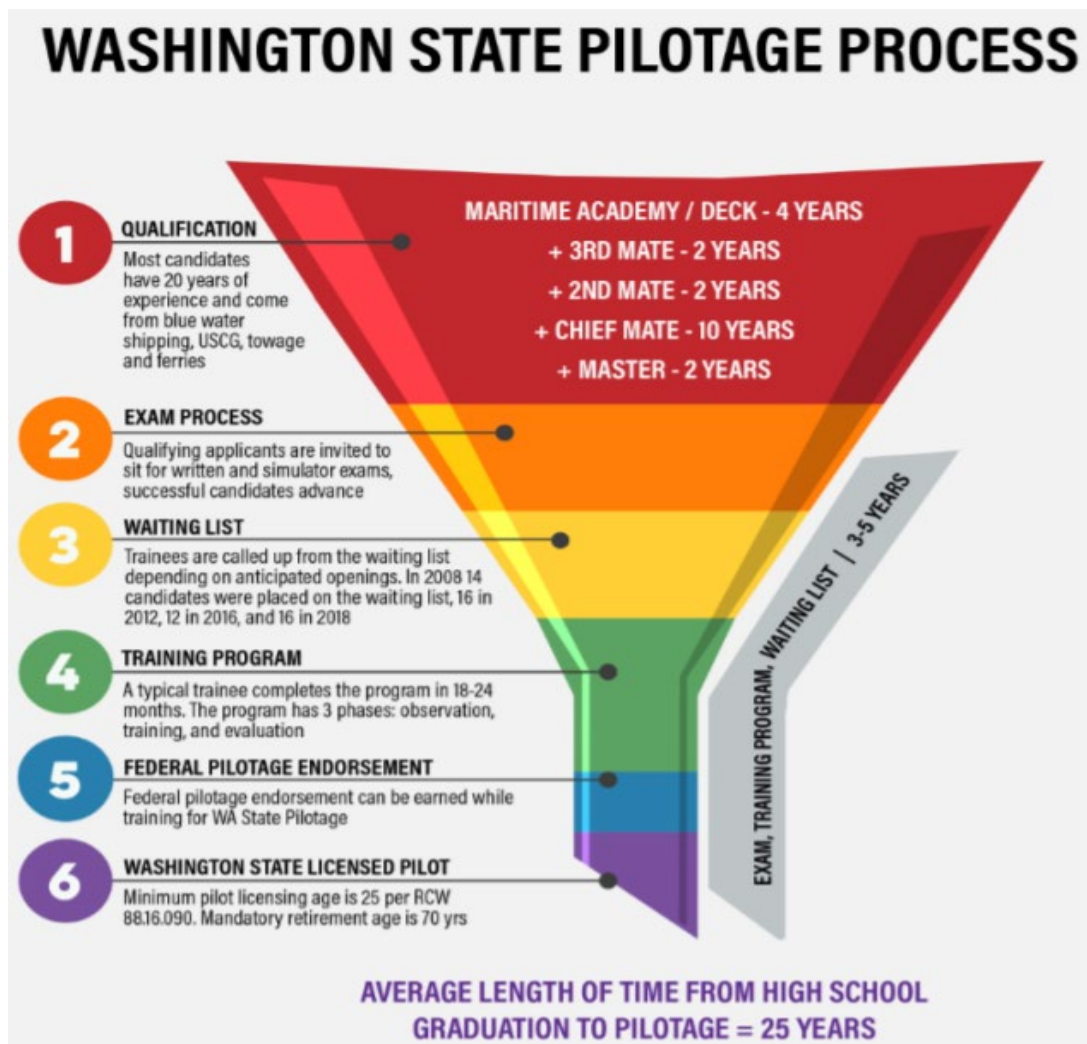 WASHINGTON STATE PILOTAGE PROCESS
1
QUALIFICATION
Most candidates
have 20 years of
experience and come
from blue water
shipping, USCG, towage
and ferries
MARITIME ACADEMY / DECK - 4 YEARS
+ 3RD MATE - 2 YEARS
+ 2ND MATE - 2 YEARS
+ CHIEF MATE - 10 YEARS
+ MASTER - 2 YEARS
2
EXAM PROCESS
Qualifying applicants are invited to
sit for written and simulator exams,
successful candidates advance
3
WAITING LIST
Trainees are called up from the waiting list
depending on anticipated openings. In 2008 14
candidates were placed on the waiting list, 16 in
2012, 12 in 2016, and 16 in 2018
4
TRAINING PROGRAM
A typical trainee completes the program in 18-24
months. The program has 3 phases: observation,
training, and evaluation
5
FEDERAL PILOTAGE ENDORSEMENT
Federal pilotage endorsement can be earned while
training for WA State Pilotage
6
WASHINGTON STATE LICENSED PILOT
Minimum pilot licensing age is 25 per RCW
88.16.090. Mandatory retirement age is 70 yrs
EXAM, TRAINING PROGRAM, WAITING LIST | 3-5 YEARS
AVERAGE LENGTH OF TIME FROM HIGH SCHOOL
GRADUATION TO PILOTAGE = 25 YEARS